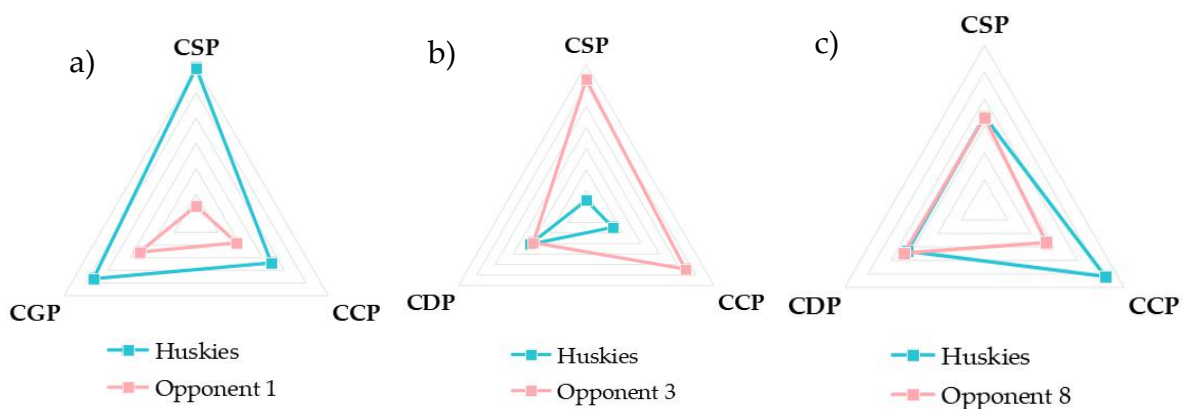 a)
CSP
CGP
CCP
Huskies
Opponent 1
b)
CSP
CDP
CCP
Huskies
Opponent 3
c)
CSP
CDP
CCP
Huskies
Opponent 8